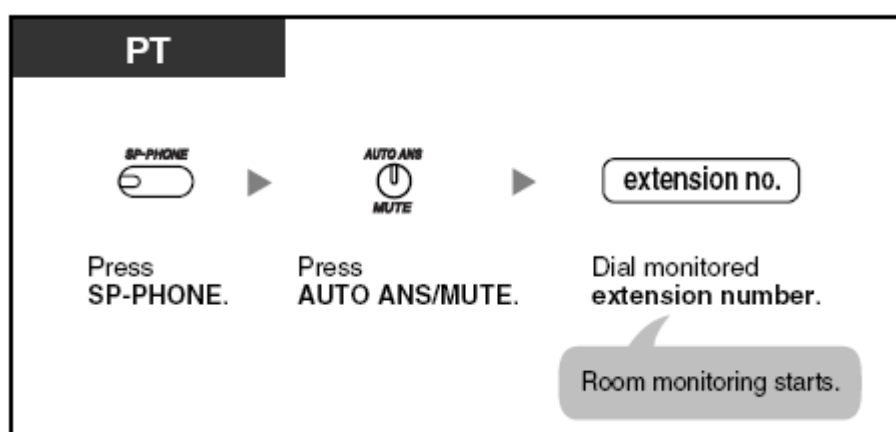 PT
SP-PHONE
AUTO ANS
MUTE
extension no.
Press
SP-PHONE.
Press
AUTO ANS/MUTE.
Dial monitored
extension number.
Room monitoring starts.